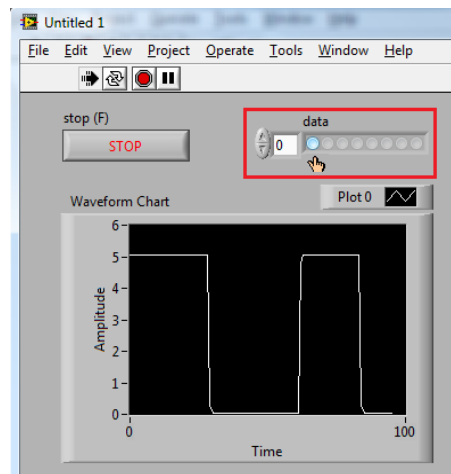 Untitled 1
File Edit View Project Operate Tools Window Help
stop (F)
data
STOP
0
Waveform Chart
Plot 0
6
5
4
3
2
1
0
Amplitude
0
100
Time